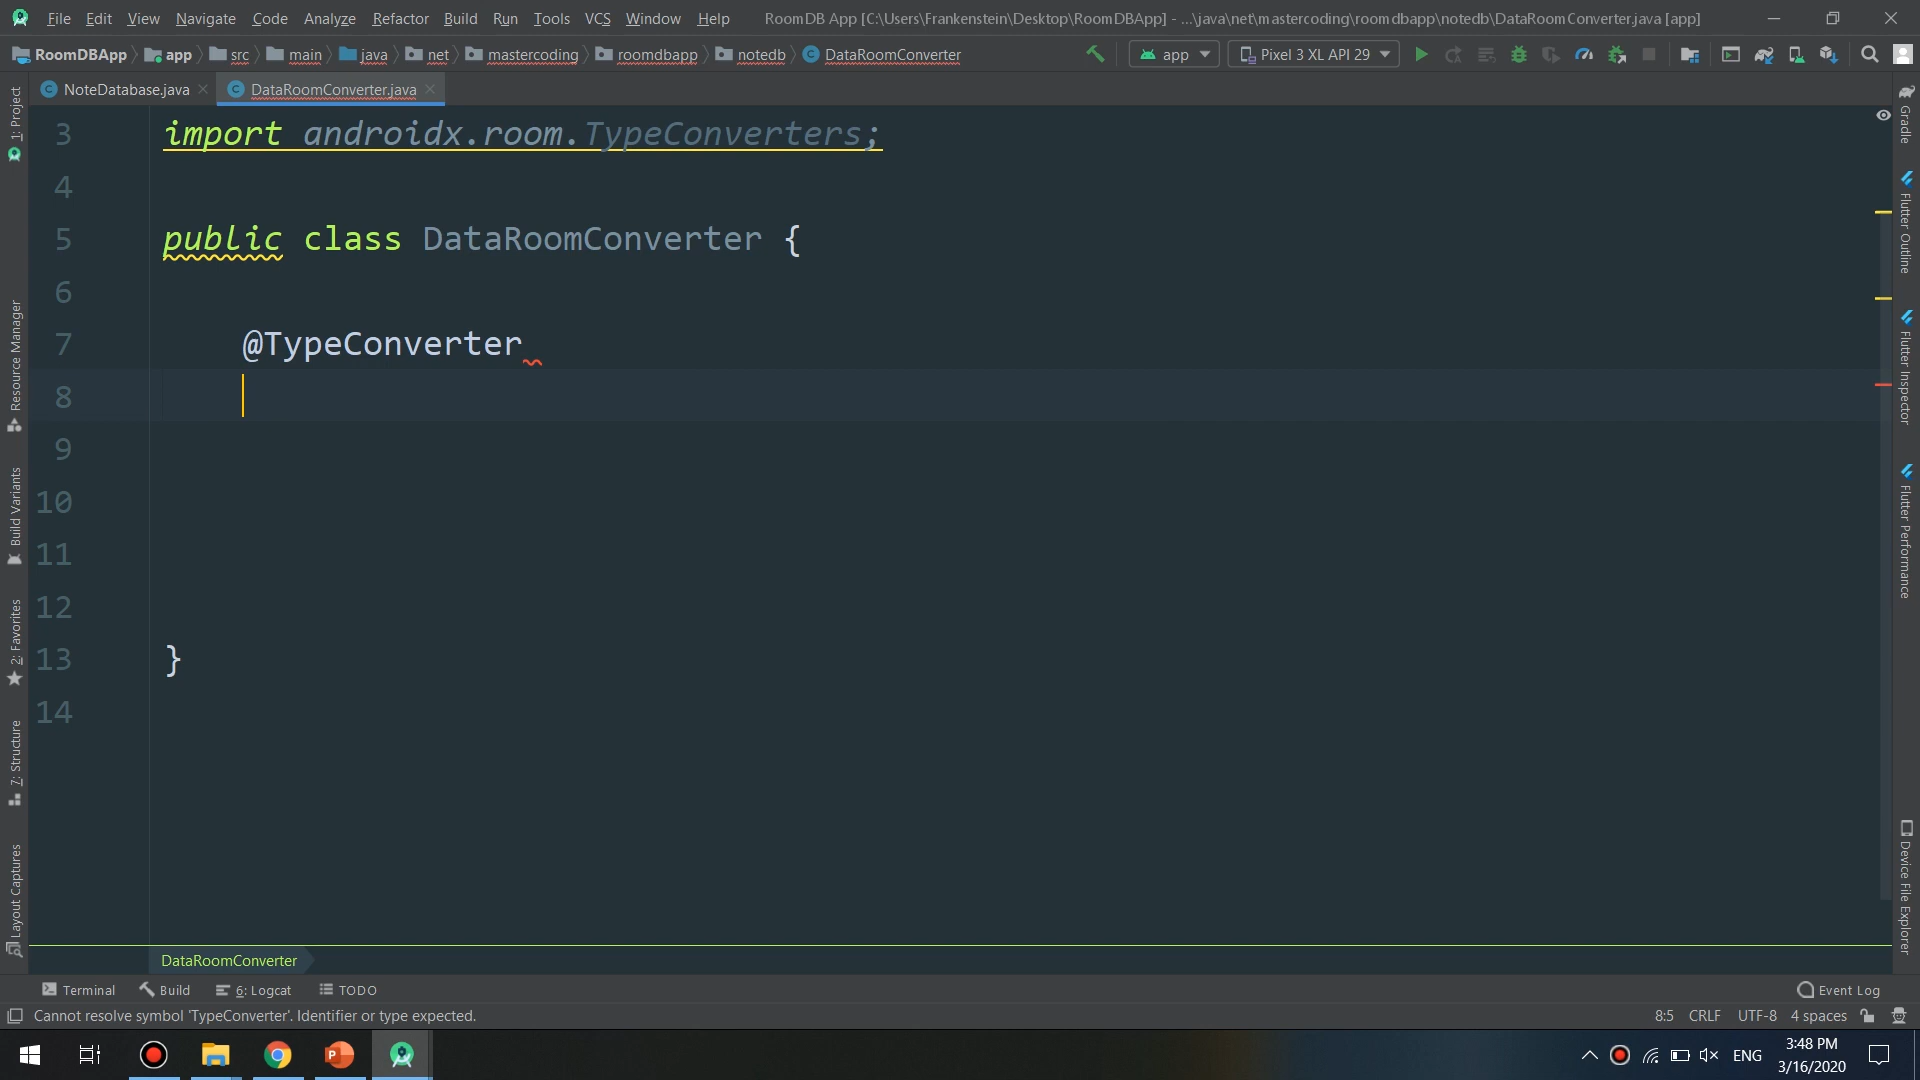 File Edit View Navigate Code Analyze Refactor Build Run Tools VCS Window Help RoomDB App [C:\Users\Frankenstein\Desktop\RoomDBApp] - ...\java\net\mastercoding\roomdbapp\notedb\DataRoomConverter.java [app]
RoomDBApp app src main java net mastercoding roomdbapp notedb DataRoomConverter app Pixel 3 XL API 29
NoteDatabase.java DataRoomConverter.java
3 import androidx.room.TypeConverters;
4
5 public class DataRoomConverter {
6
7 @TypeConverter
8
9
10
11
12
13 }
14
1: Project
Resource Manager
Build Variants
2: Favorites
7: Structure
Layout Captures
Gradle
Flutter Outline
Flutter Inspector
Flutter Performance
Device File Explorer
DataRoomConverter
Terminal Build 6: Logcat TODO Event Log
Cannot resolve symbol 'TypeConverter'. Identifier or type expected. 8:5 CRLF UTF-8 4 spaces
ENG 3:48 PM
3/16/2020